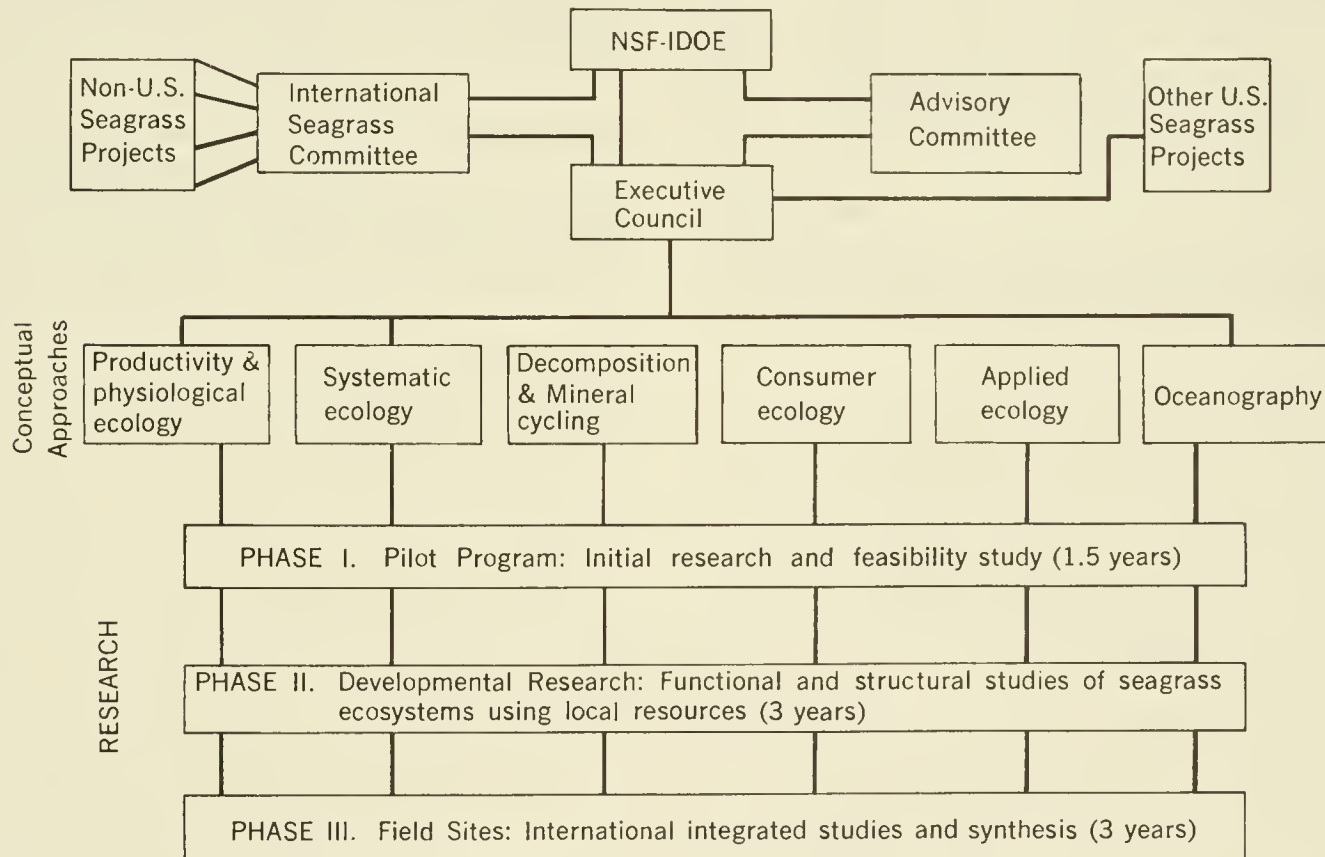 NSF-IDOE
Non-U.S.
Seagrass
Projects
International
Seagrass
Committee
Advisory
Committee
Other U.S.
Seagrass
Projects
Executive
Council
Conceptual
Approaches
Productivity &
physiological
ecology
Systematic
ecology
Decomposition
& Mineral
cycling
Consumer
ecology
Applied
ecology
Oceanography
RESEARCH
PHASE I. Pilot Program: Initial research and feasibility study (1.5 years)
PHASE II. Developmental Research: Functional and structural studies of seagrass
ecosystems using local resources (3 years)
PHASE III. Field Sites: International integrated studies and synthesis (3 years)